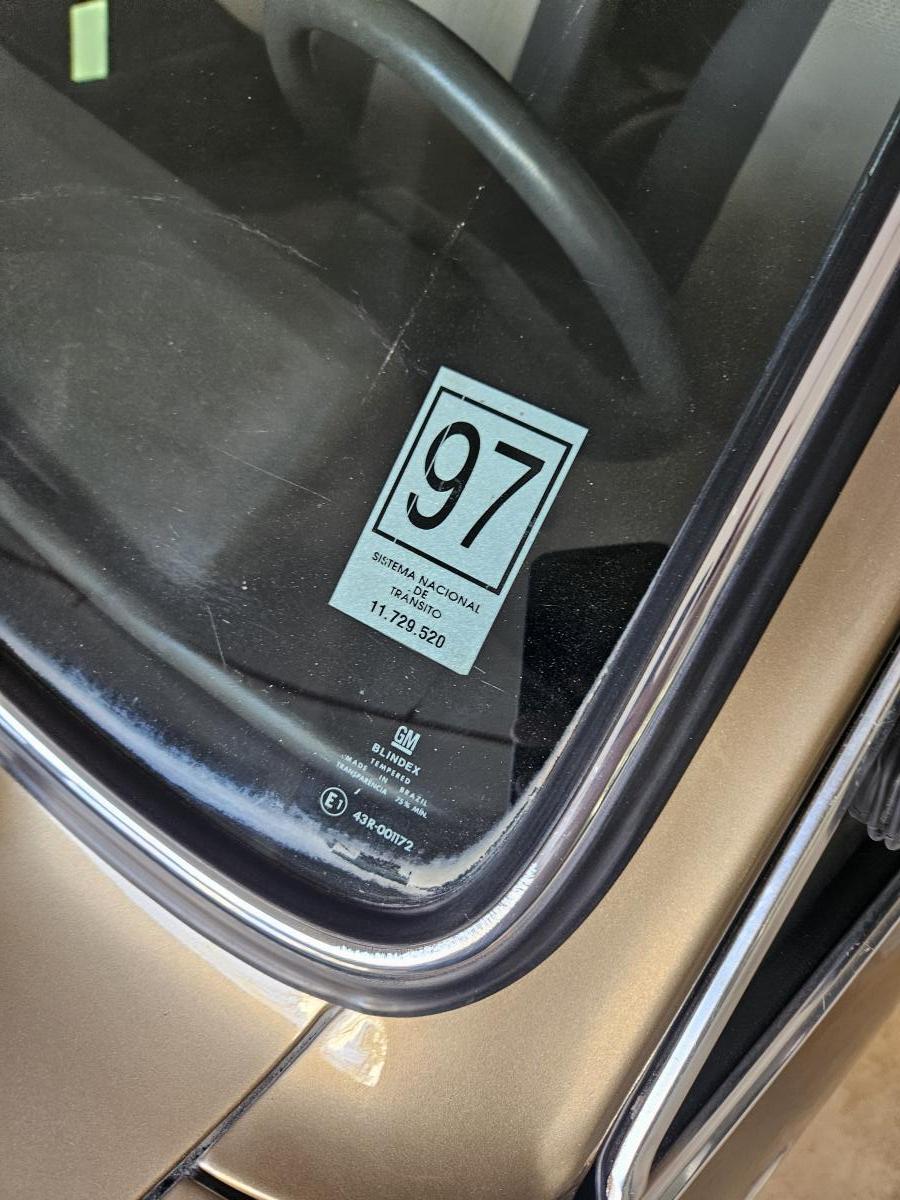 97
SISTEMA NACIONAL
DE
TRÂNSITO
11.729.520
GM
BLINDEX
TEMPERED
MADE IN BRAZIL
TRANSPARÊNCIA 75% MÍN.
E1 43R-001172